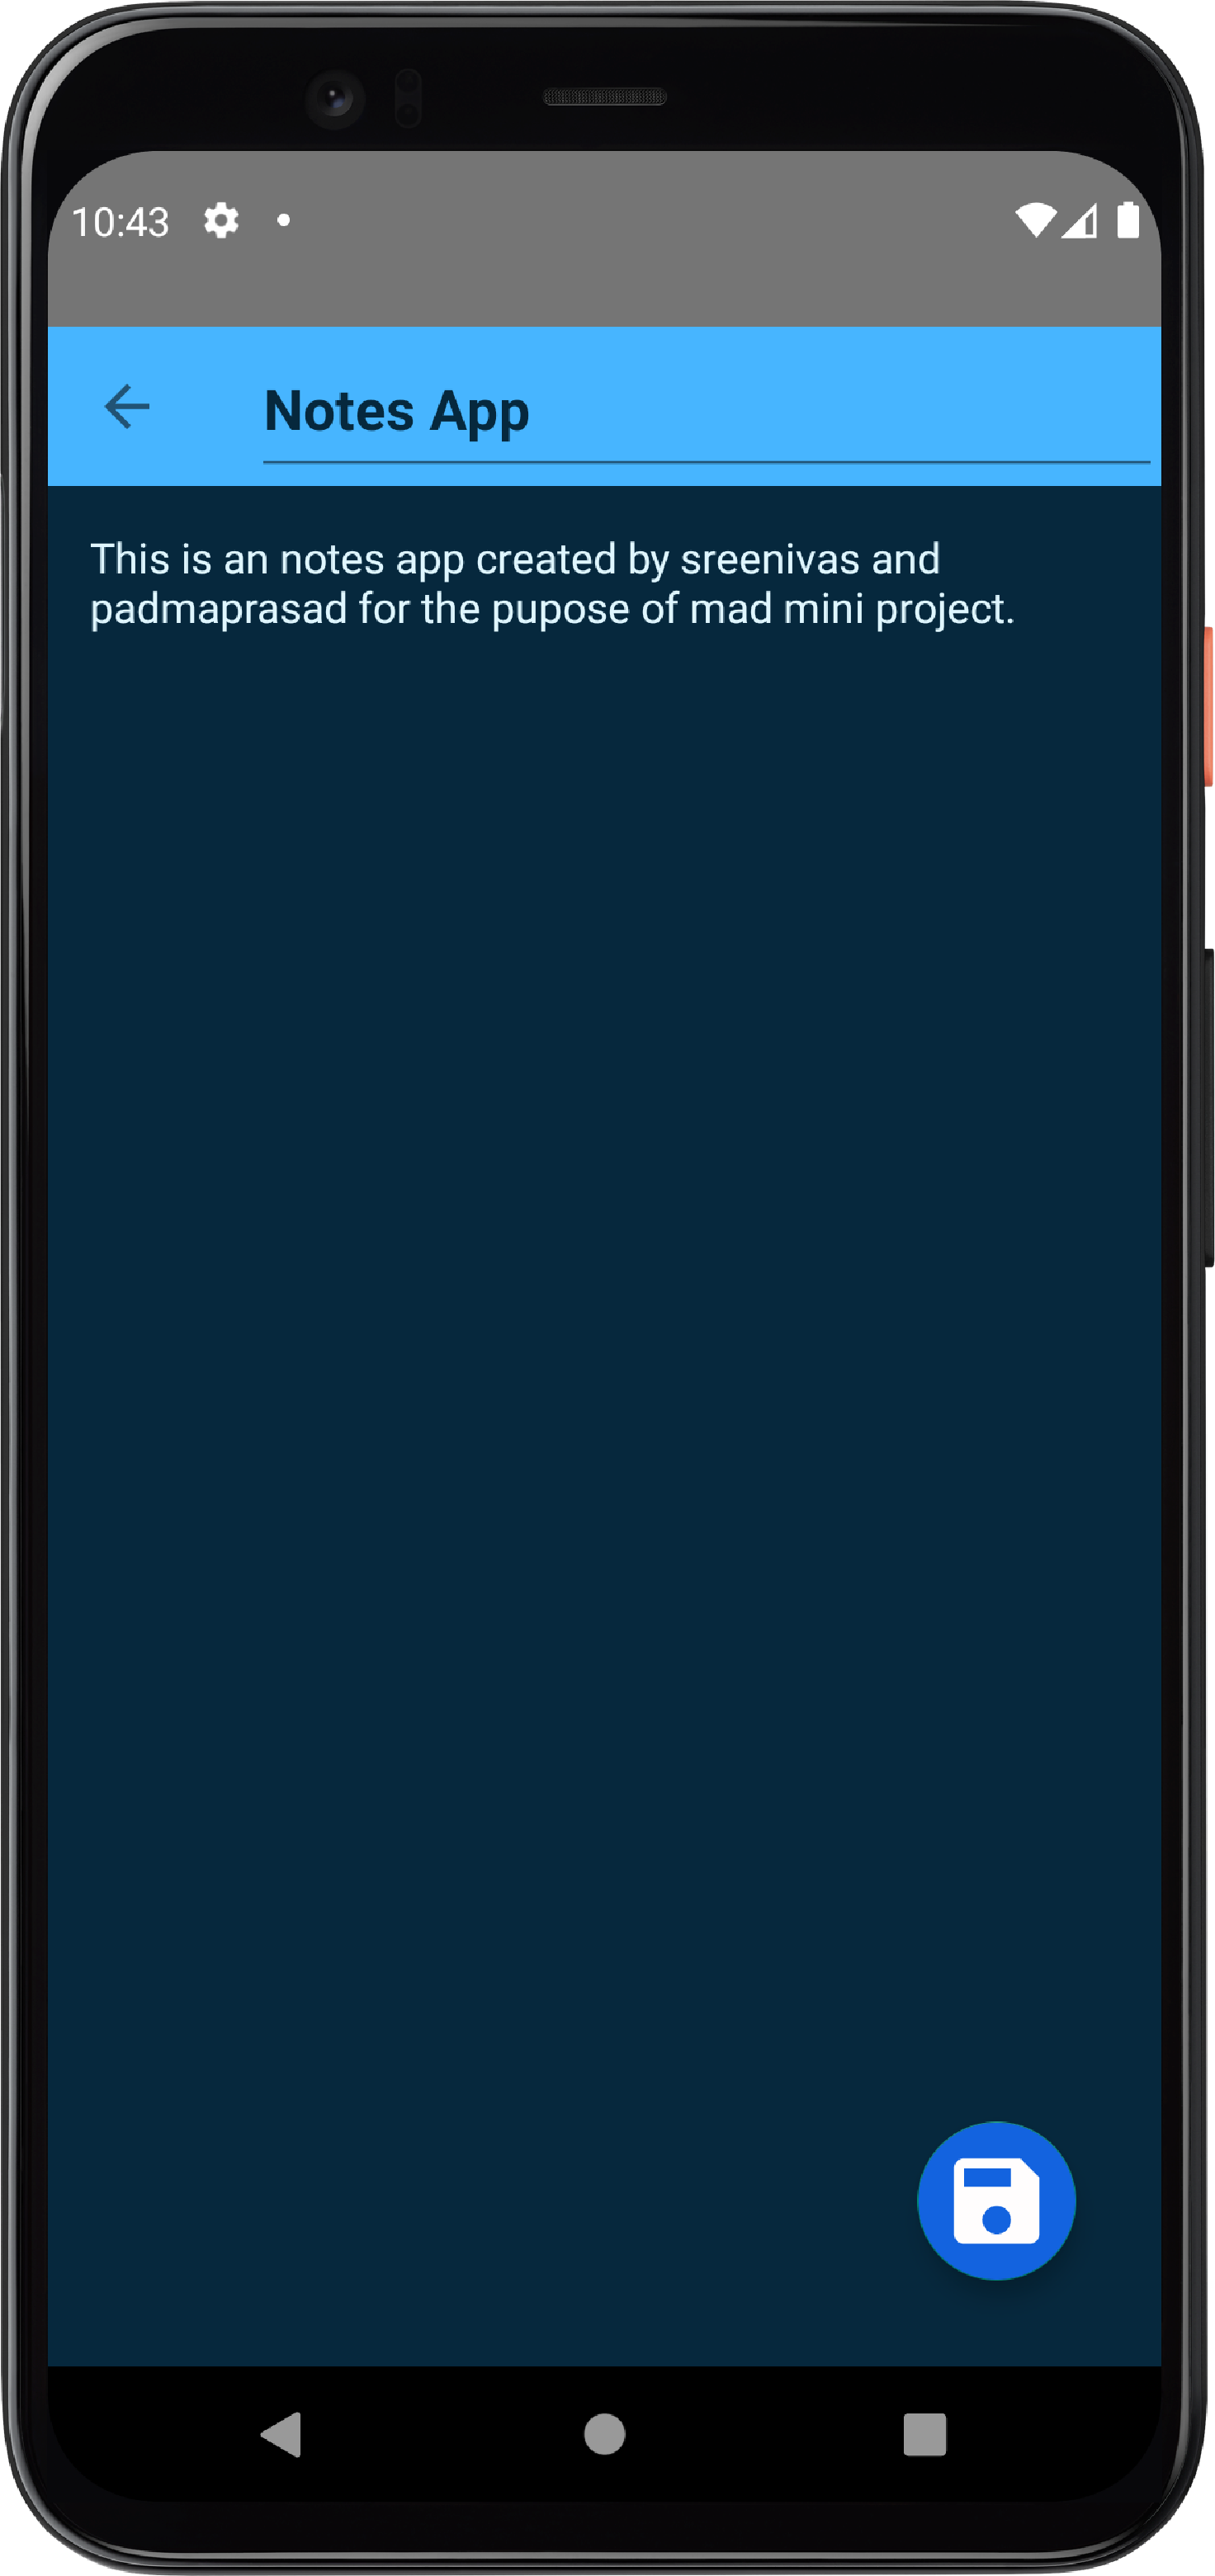 10:43
Notes App
This is an notes app created by sreenivas and
padmaprasad for the pupose of mad mini project.